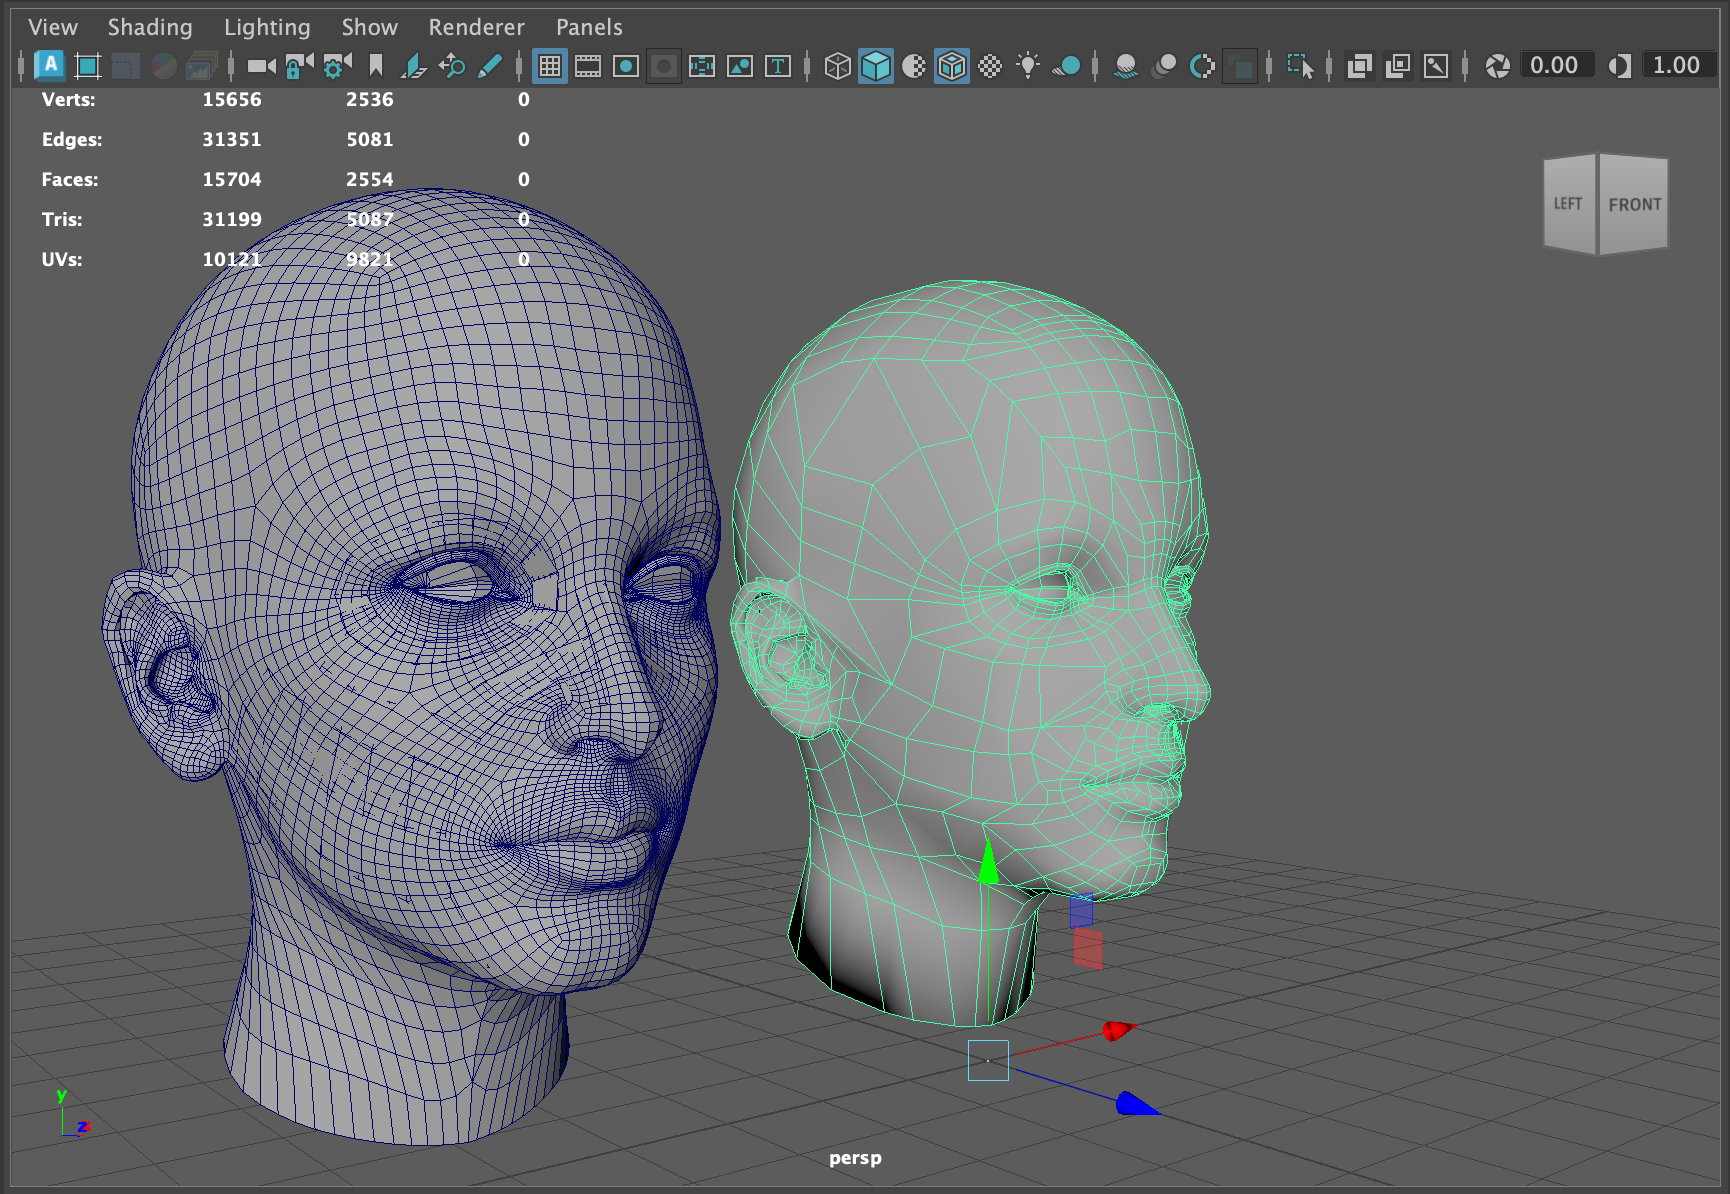 View Shading Lighting Show Renderer Panels
A T 0.00 1.00
Verts: 15656 2536 0
Edges: 31351 5081 0
Faces: 15704 2554 0
Tris: 31199 5087 0
UVs: 10121 9821 0
LEFT FRONT
y
z x
persp